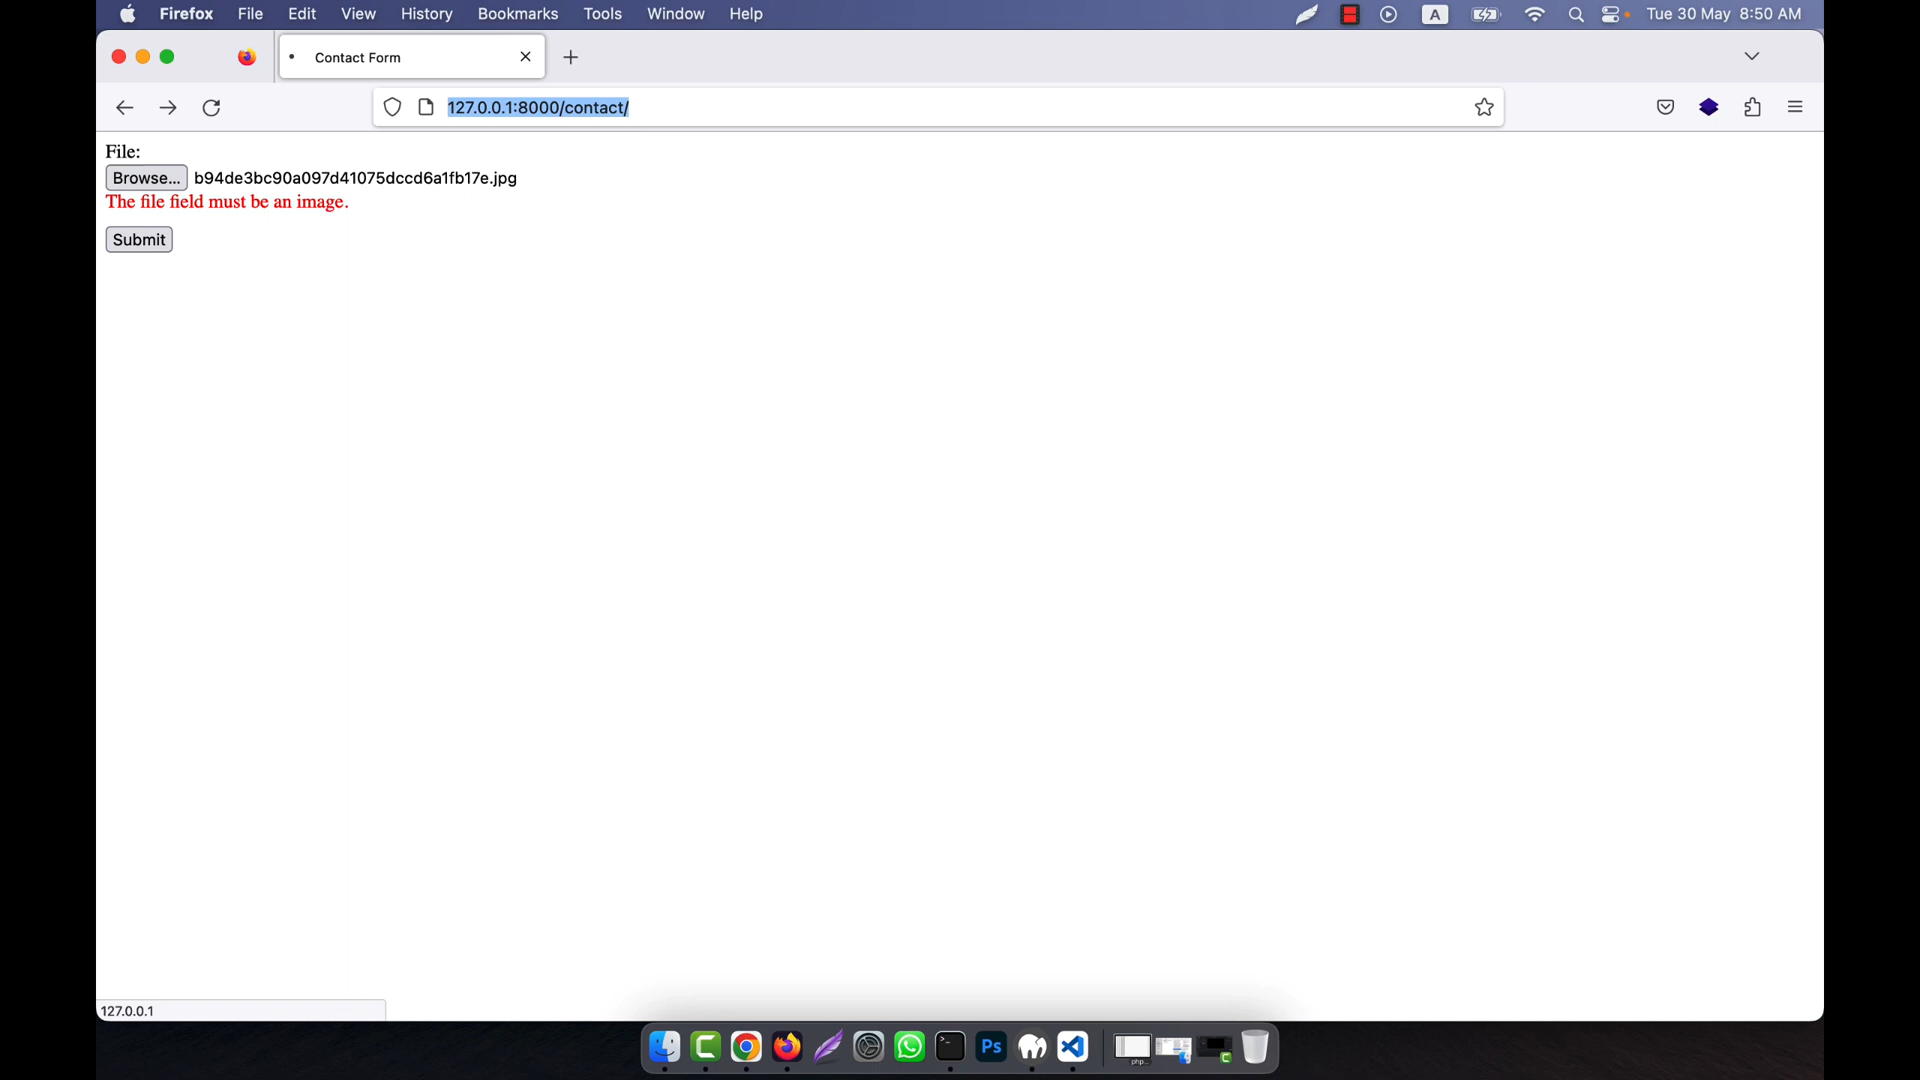 Firefox File Edit View History Bookmarks Tools Window Help A Tue 30 May 8:50 AM
Contact Form
127.0.0.1:8000/contact/
File:
Browse... b94de3bc90a097d41075dccd6a1fb17e.jpg
The file field must be an image.
Submit
127.0.0.1
Ps
php